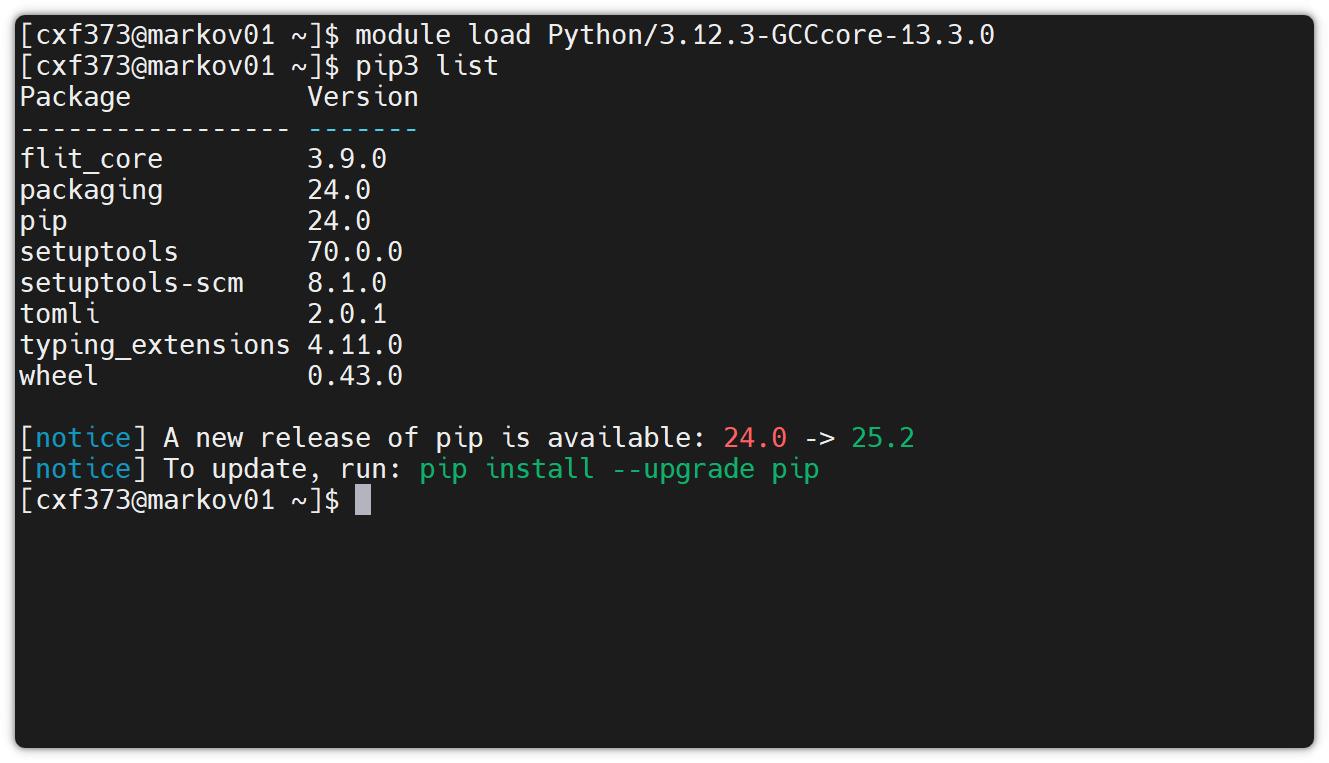 [cxf373@markov01 ~]$ module load Python/3.12.3-GCCcore-13.3.0
[cxf373@markov01 ~]$ pip3 list
Package           Version
----------------- -------
flit_core         3.9.0
packaging         24.0
pip               24.0
setuptools        70.0.0
setuptools-scm    8.1.0
tomli             2.0.1
typing_extensions 4.11.0
wheel             0.43.0

[notice] A new release of pip is available: 24.0 -> 25.2
[notice] To update, run: pip install --upgrade pip
[cxf373@markov01 ~]$